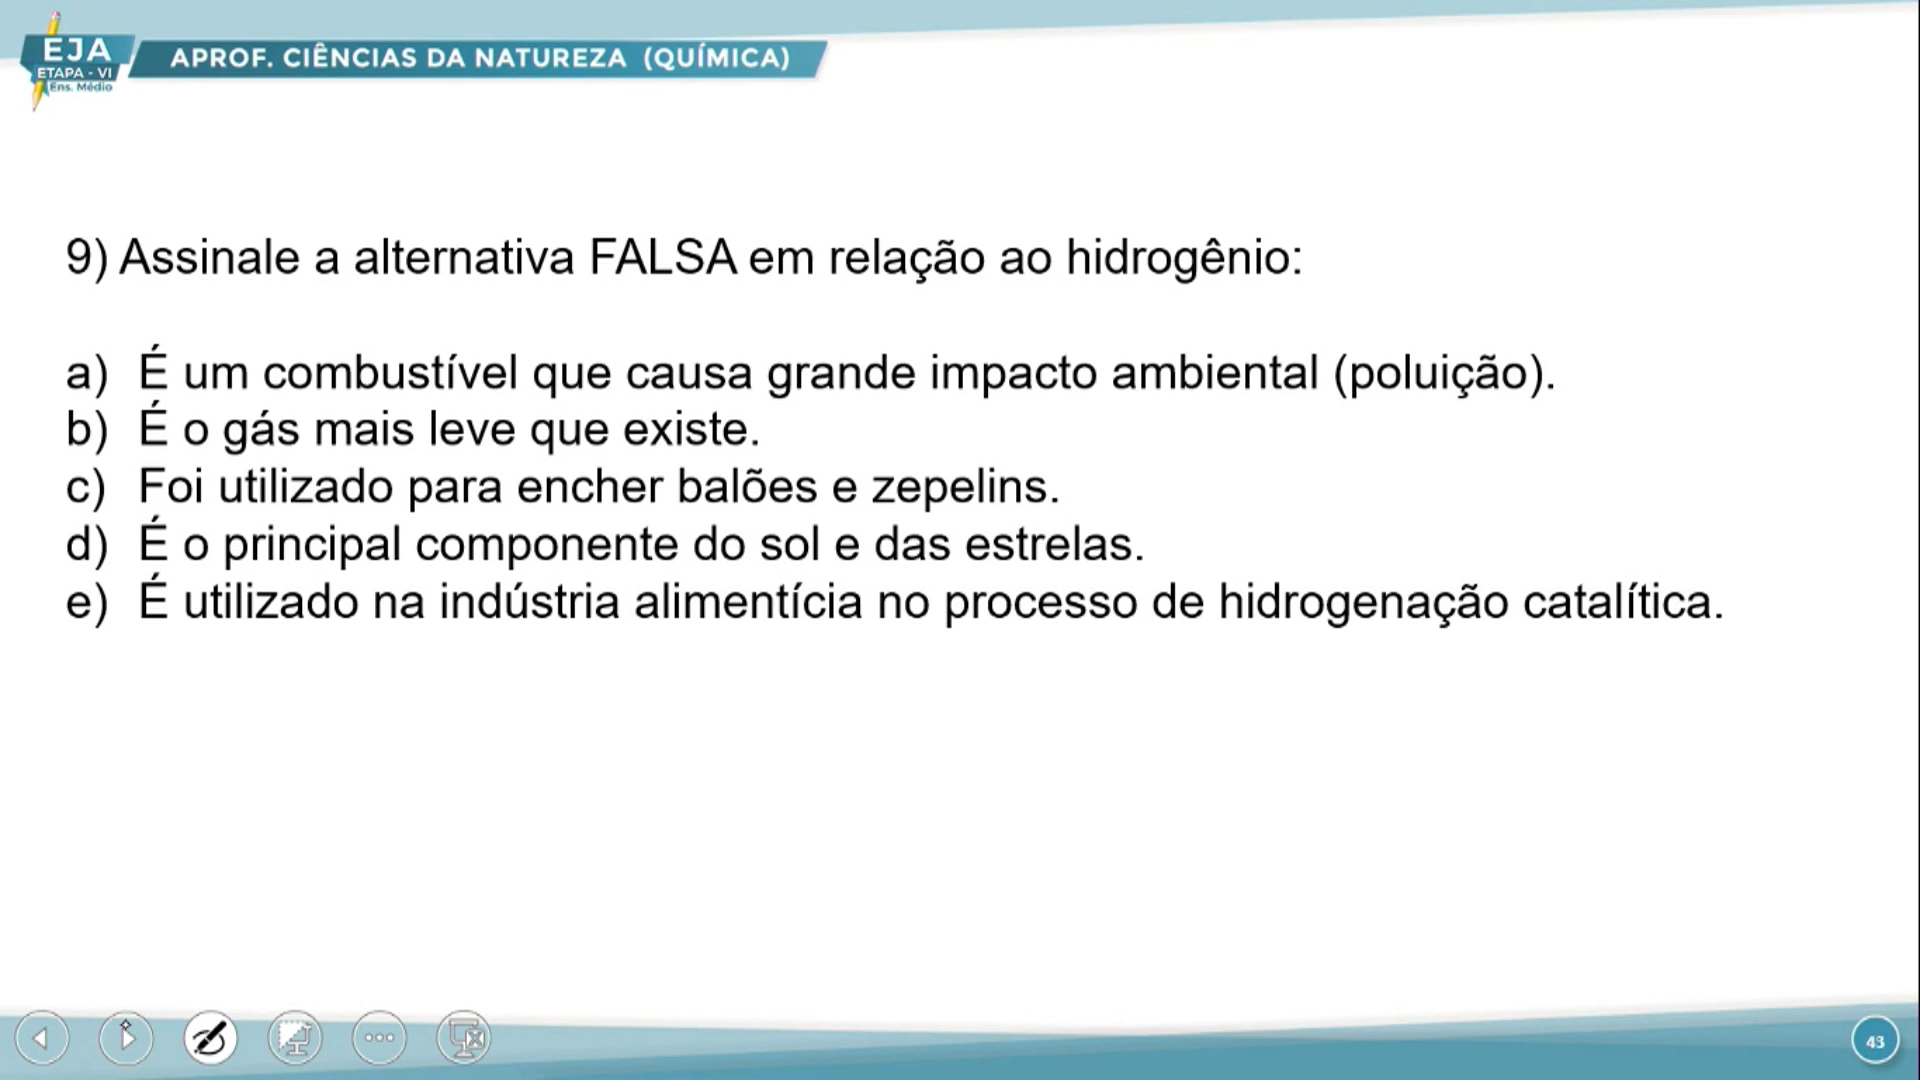 EJA
ETAPA - VI
Ens. Médio
APROF. CIÊNCIAS DA NATUREZA (QUÍMICA)
9) Assinale a alternativa FALSA em relação ao hidrogênio:
a) É um combustível que causa grande impacto ambiental (poluição).
b) É o gás mais leve que existe.
c) Foi utilizado para encher balões e zepelins.
d) É o principal componente do sol e das estrelas.
e) É utilizado na indústria alimentícia no processo de hidrogenação catalítica.
43